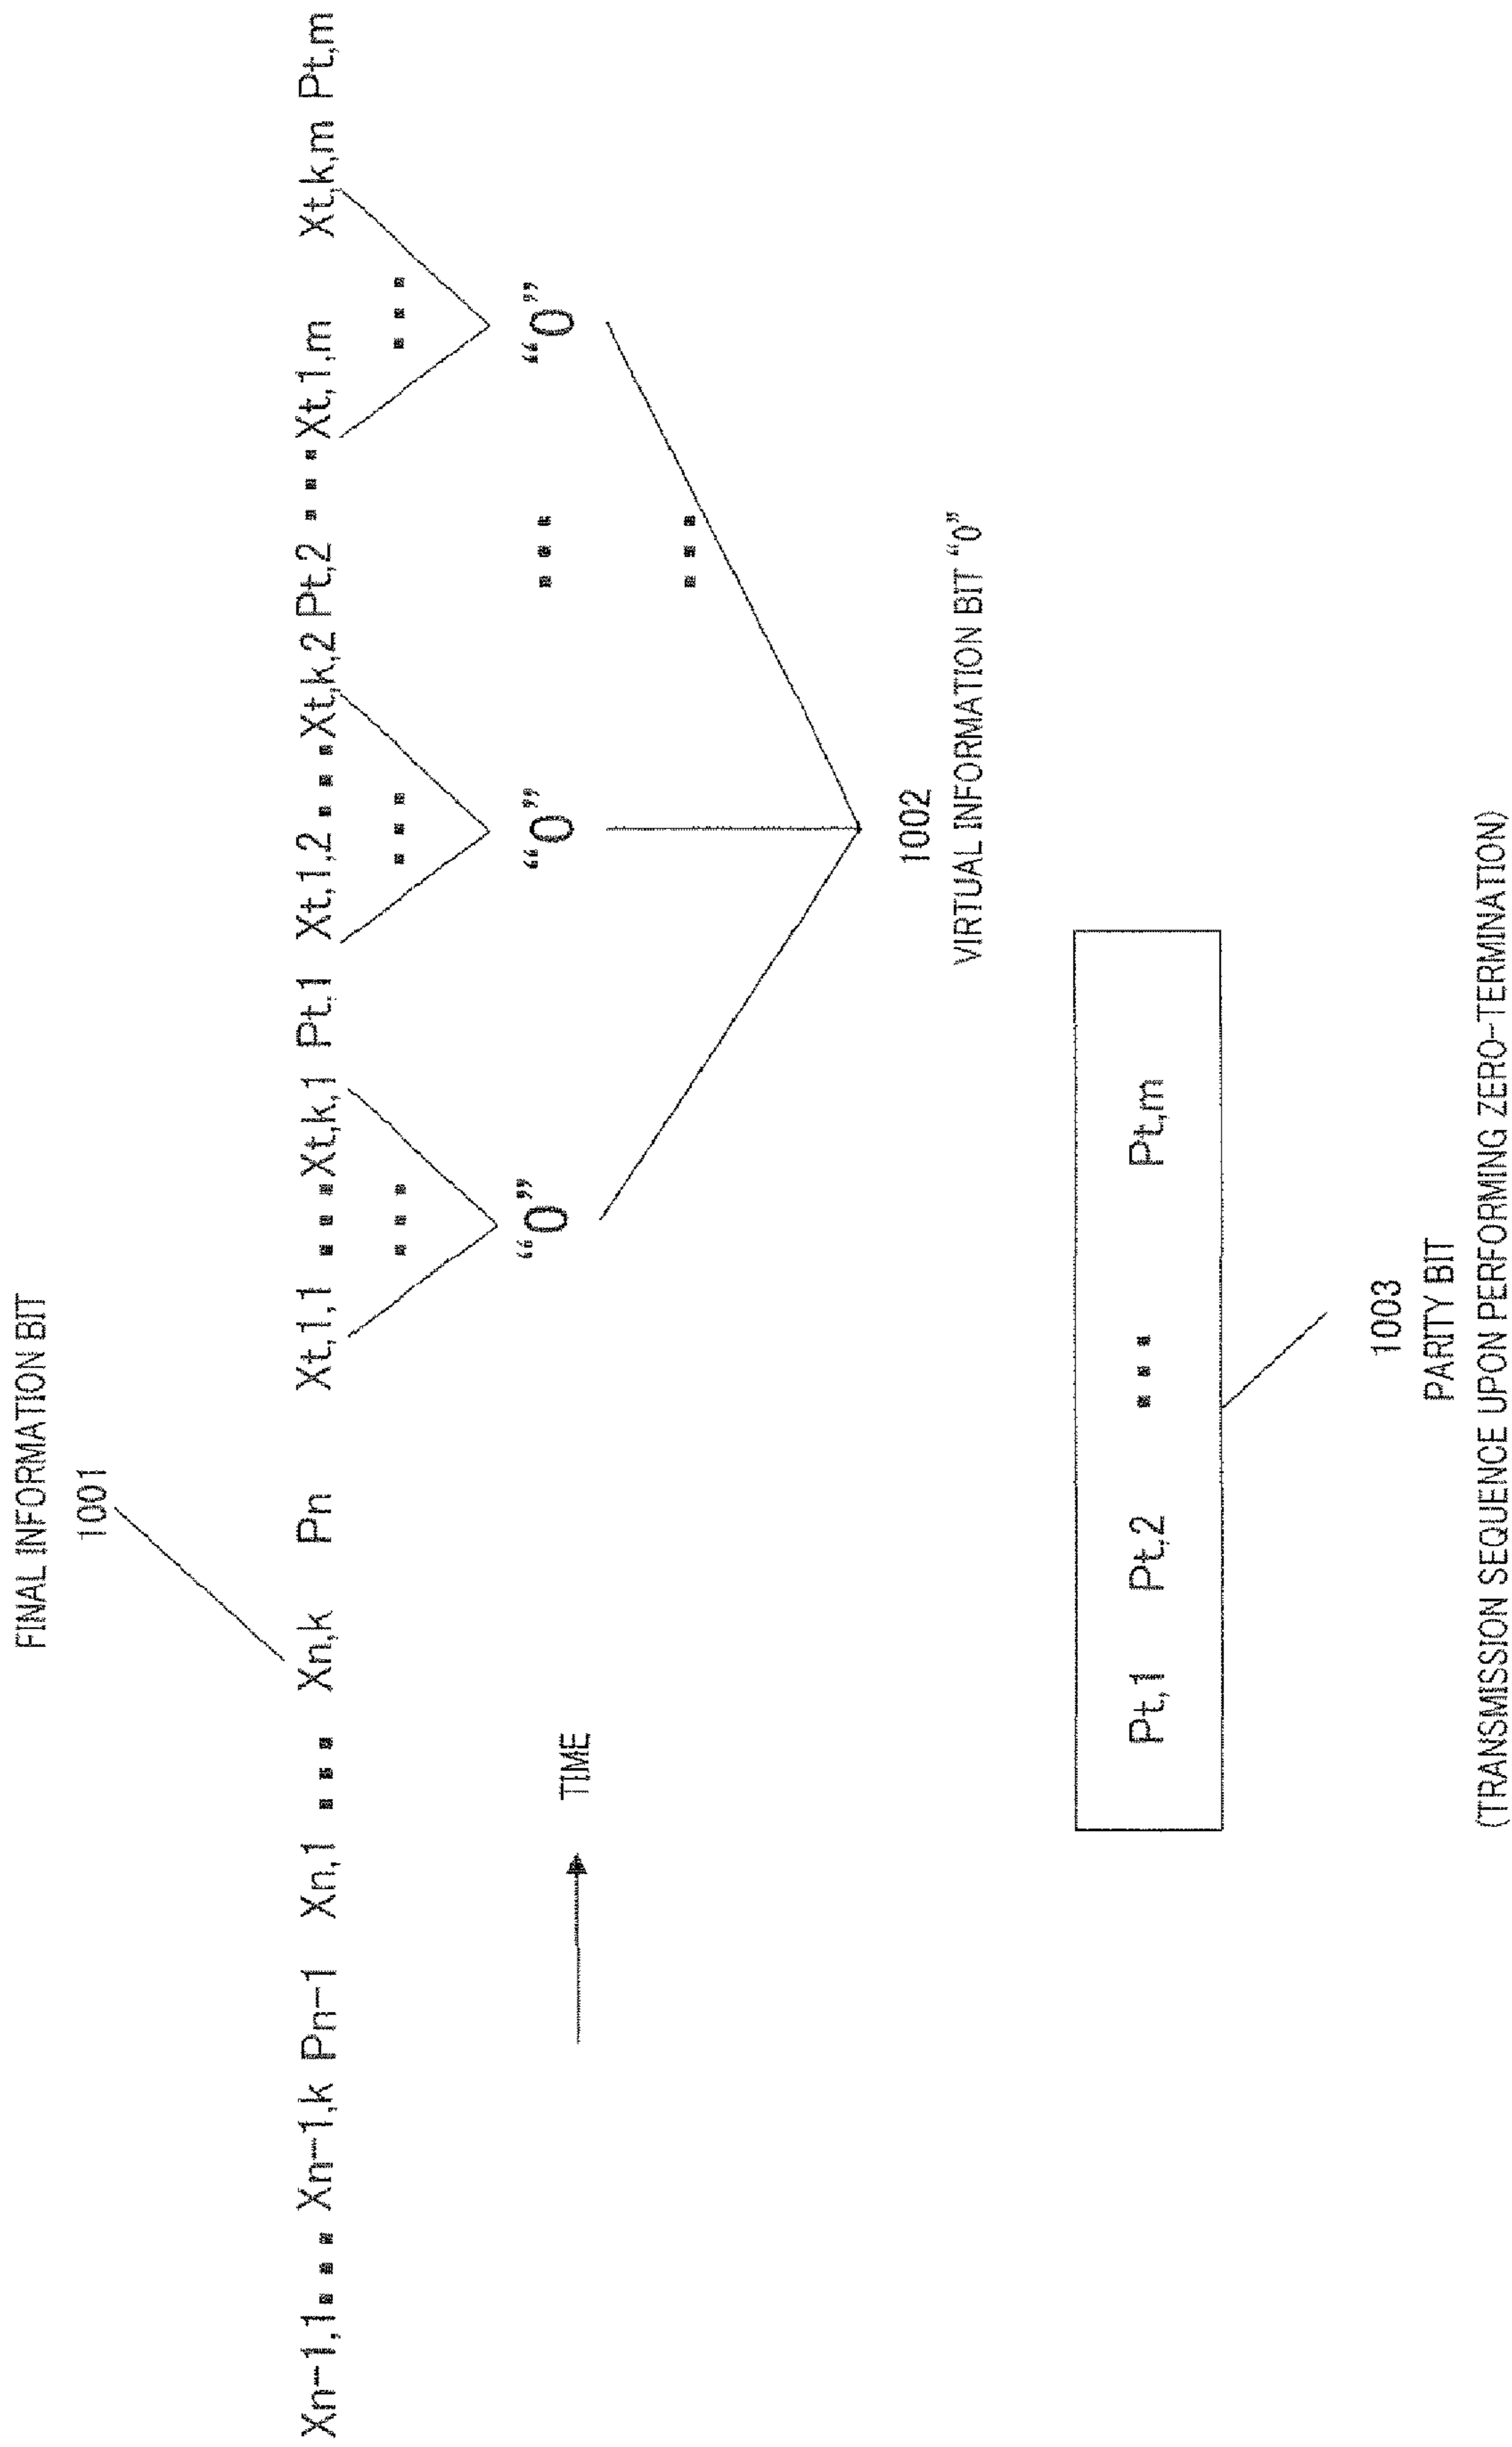 FINAL INFORMATION BIT
1001
Xn-1,1 ... Xn-1,k Pn-1 Xn,1 ... Xn,k Pn Xt,1,1 ... Xt,k,1 Pt,1 Xt,1,2 ... Xt,k,2 Pt,2 ... Xt,1,m Xt,k,m Pt,m
... ... ...
“0” “0” ... “0”
TIME
...
1002
VIRTUAL INFORMATION BIT “0”
Pt,1 Pt,2 ... Pt,m
1003
PARITY BIT
(TRANSMISSION SEQUENCE UPON PERFORMING ZERO-TERMINATION)